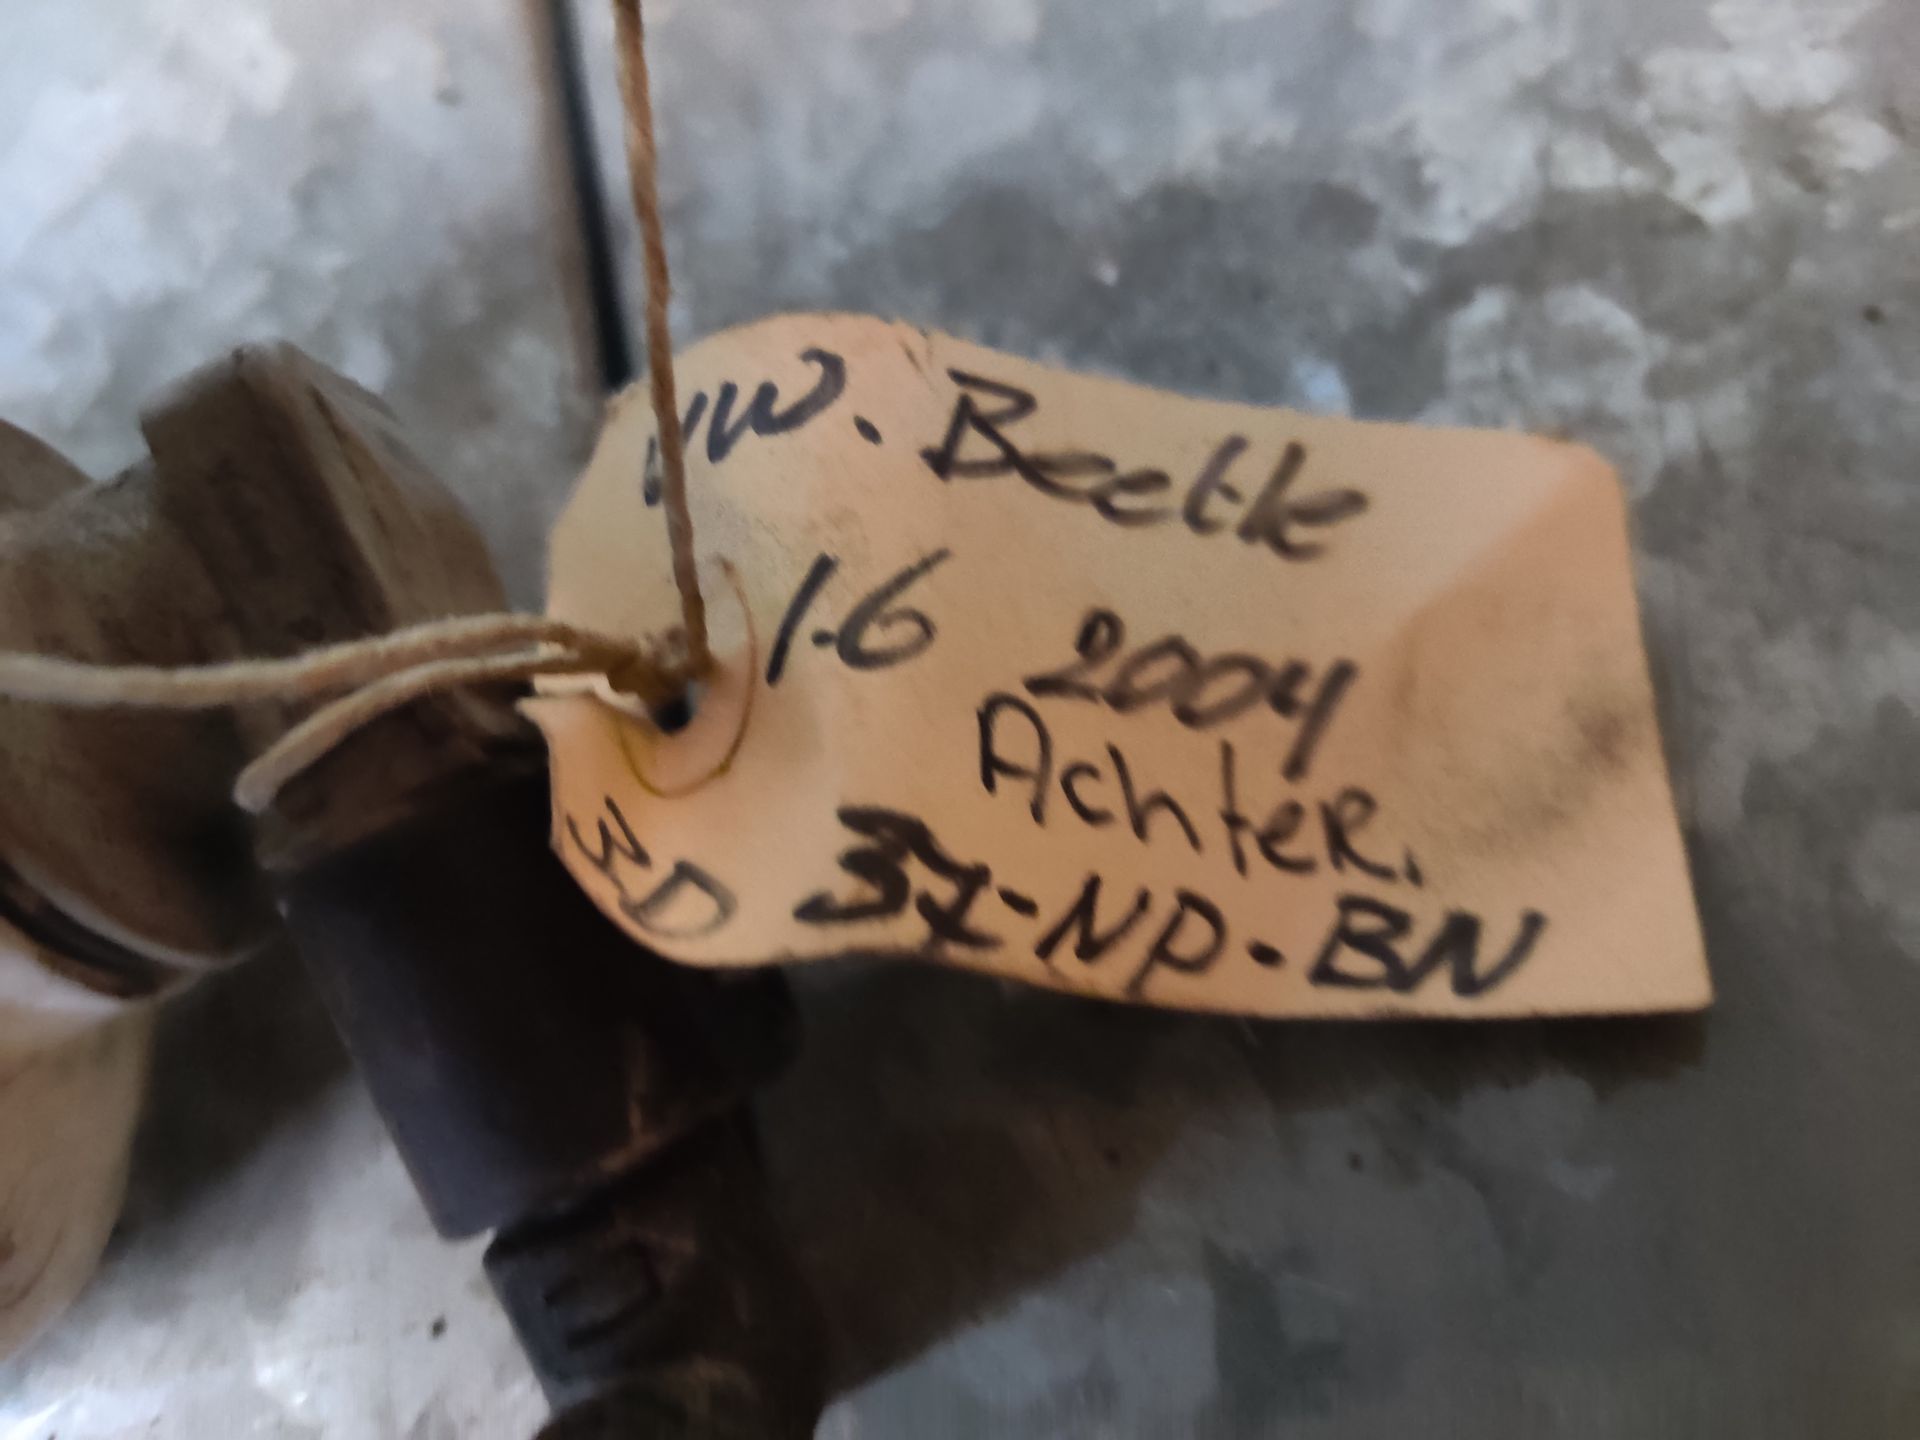 VW. Beetle
1.6
2004
Achter.
3D 37-NP-BN